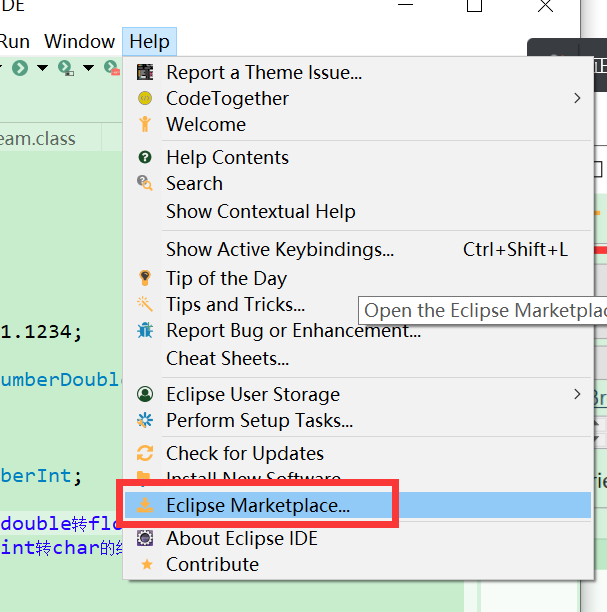 DE
Run Window Help
Report a Theme Issue...
CodeTogether
Welcome
eam.class
Help Contents
Search
Show Contextual Help
Show Active Keybindings... Ctrl+Shift+L
Tip of the Day
Tips and Tricks...
Open the Eclipse Marketplac
1.1234;
Report Bug or Enhancement...
Cheat Sheets...
umberDoubl
Eclipse User Storage
Perform Setup Tasks...
Check for Updates
berInt;
Install New Software...
Eclipse Marketplace...
double转flo
About Eclipse IDE
int转char的
Contribute